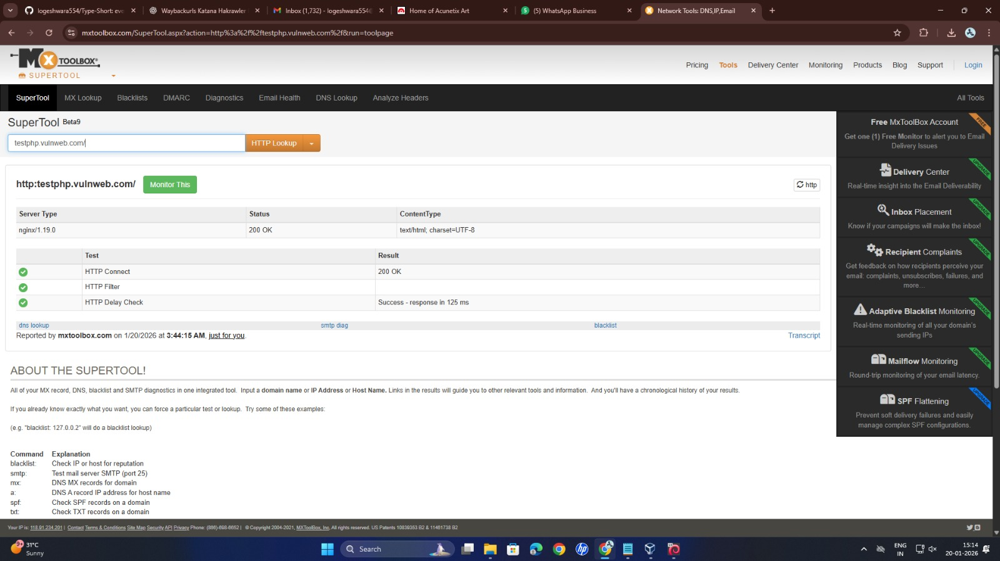 logeshwara554/Type-Short: evo
Waybackurls Katana Hakrawler
Inbox (1,732) - logeshwara554@
Home of Acunetix Art
(5) WhatsApp Business
Network Tools: DNS,IP,Email
mxtoolbox.com/SuperTool.aspx?action=http%3a%2f%2ftestphp.vulnweb.com%2f&run=toolpage
MX TOOLBOX®
SUPERTOOL
Pricing Tools Delivery Center Monitoring Products Blog Support Login
SuperTool MX Lookup Blacklists DMARC Diagnostics Email Health DNS Lookup Analyze Headers All Tools
SuperTool Beta9
testphp.vulnweb.com/
HTTP Lookup
http:testphp.vulnweb.com/ Monitor This
http
Server Type Status ContentType
nginx/1.19.0 200 OK text/html; charset=UTF-8
Test Result
HTTP Connect 200 OK
HTTP Filter
HTTP Delay Check Success - response in 125 ms
dns lookup smtp diag blacklist
Reported by mxtoolbox.com on 1/20/2026 at 3:44:15 AM, just for you.
Transcript
ABOUT THE SUPERTOOL!
All of your MX record, DNS, blacklist and SMTP diagnostics in one integrated tool. Input a domain name or IP Address or Host Name. Links in the results will guide you to other relevant tools and information. And you'll have a chronological history of your results.
If you already know exactly what you want, you can force a particular test or lookup. Try some of these examples:
(e.g. "blacklist: 127.0.0.2" will do a blacklist lookup)
Command Explanation
blacklist: Check IP or host for reputation
smtp: Test mail server SMTP (port 25)
mx: DNS MX records for domain
a: DNS A record IP address for host name
spf: Check SPF records on a domain
txt: Check TXT records on a domain
Free MxToolBox Account
FREE
Get one (1) Free Monitor to alert you to Email
Delivery Issues
Delivery Center
UPGRADE
Real-time insight into the Email Deliverability
Inbox Placement
UPGRADE
Know if your campaigns will make the inbox!
Recipient Complaints
UPGRADE
Get feedback on how recipients perceive your
email: complaints, unsubscribes, failures, and
more...
Adaptive Blacklist Monitoring
UPGRADE
Real-time monitoring of all your domain's
sending IPs
Mailflow Monitoring
UPGRADE
Round-trip monitoring of your email latency.
SPF Flattening
UPGRADE
Prevent soft delivery failures and easily
manage complex SPF configurations.
Your IP is: 118.91.234.201 | Contact Terms & Conditions Site Map Security API Privacy Phone: (866)-698-6652 | © Copyright 2004-2021, MXToolBox, Inc, All rights reserved. US Patents 10839353 B2 & 11461738 B2
9+
31°C
Sunny
Search
ENG
IN
15:14
20-01-2026